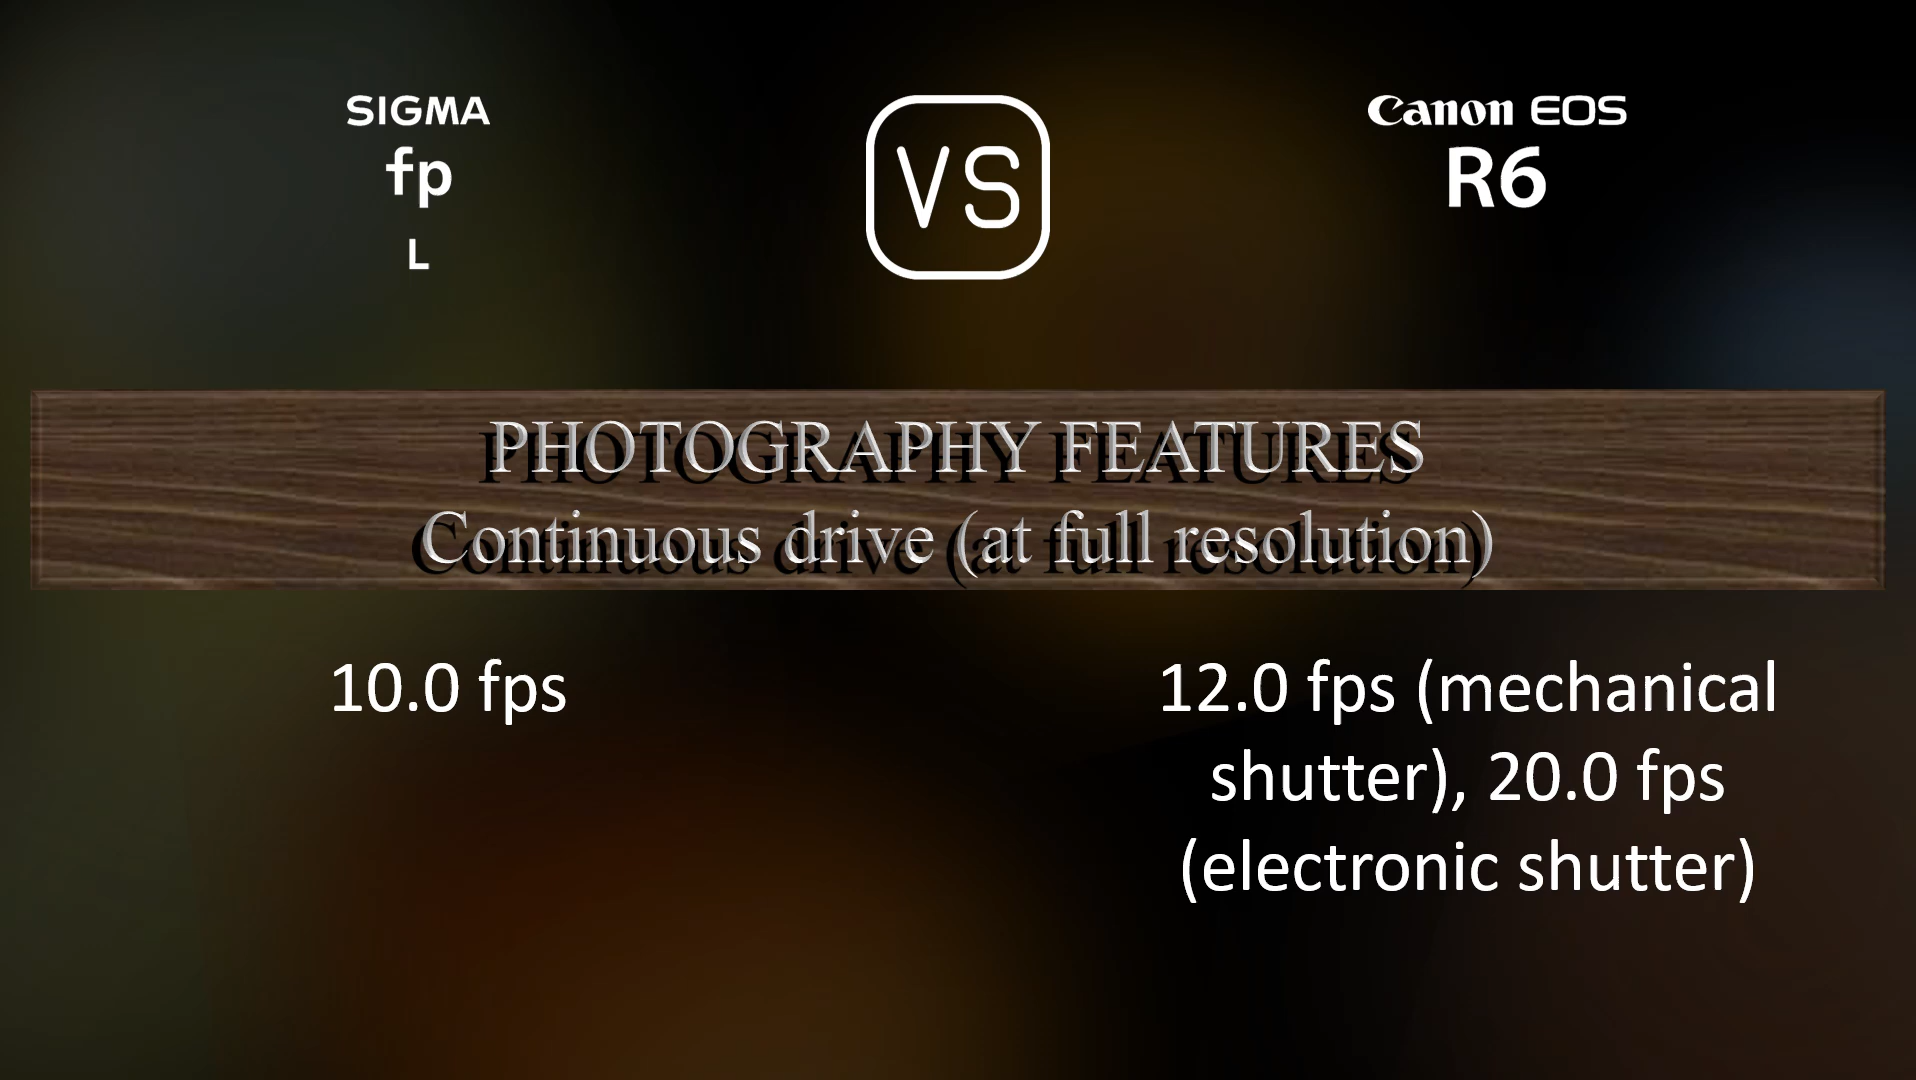 SIGMA
fp
L
VS
Canon EOS
R6
PHOTOGRAPHY FEATURES
Continuous drive (at full resolution)
10.0 fps
12.0 fps (mechanical
shutter), 20.0 fps
(electronic shutter)